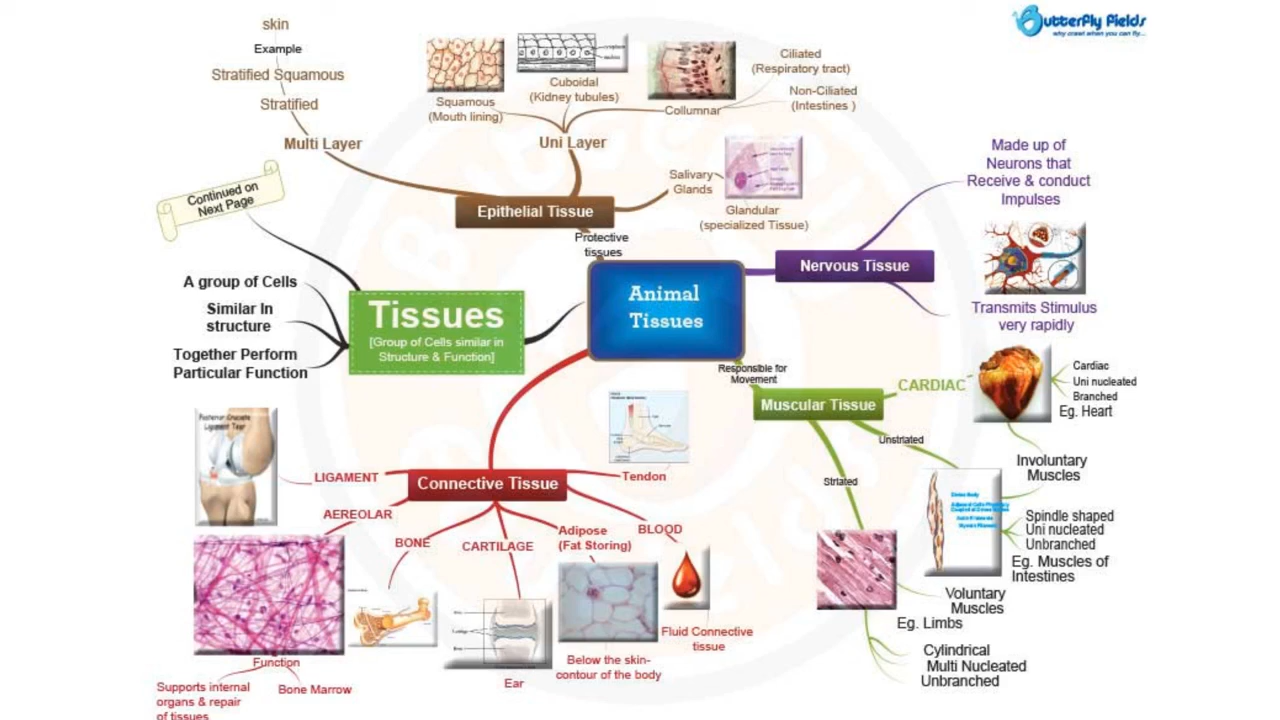 Butterfly Fields
why crawl when you can fly...
skin
Example
Stratified Squamous
Stratified
Multi Layer
Squamous
(Mouth lining)
Cuboidal
(Kidney tubules)
Collumnar
Ciliated
(Respiratory tract)
Non-Ciliated
(Intestines )
Uni Layer
Salivary
Glands
Glandular
(specialized Tissue)
Epithelial Tissue
Protective
tissues
Continued on
Next Page
Made up of
Neurons that
Receive & conduct
Impulses
Nervous Tissue
Transmits Stimulus
very rapidly
Animal
Tissues
A group of Cells
Similar In
structure
Together Perform
Particular Function
Tissues
[Group of Cells similar in
Structure & Function]
Responsible for
Movement
Muscular Tissue
CARDIAC
Cardiac
Uni nucleated
Branched
Eg. Heart
Involuntary
Muscles
Unstriated
Striated
Spindle shaped
Uni nucleated
Unbranched
Eg. Muscles of
Intestines
Voluntary
Muscles
Eg. Limbs
Cylindrical
Multi Nucleated
Unbranched
Posterior Cruciate
Ligament Tear
LIGAMENT
Connective Tissue
Tendon
AEREOLAR
BONE
CARTILAGE
Adipose
(Fat Storing)
BLOOD
Fluid Connective
tissue
Below the skin-
contour of the body
Ear
Function
Supports internal
organs & repair
of tissues
Bone Marrow